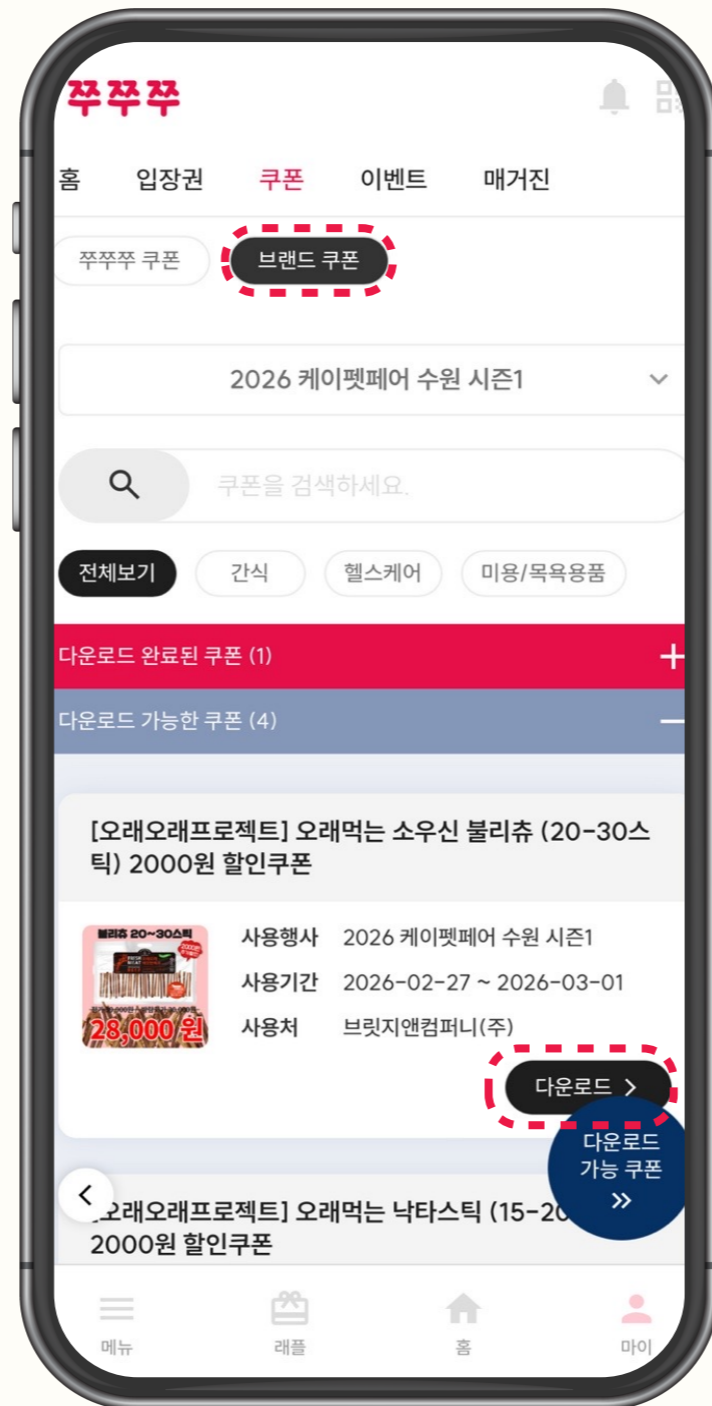 쭈쭈쭈
홈 입장권 쿠폰 이벤트 매거진
쭈쭈쭈 쿠폰 브랜드 쿠폰
2026 케이펫페어 수원 시즌1
쿠폰을 검색하세요.
전체보기 간식 헬스케어 미용/목욕용품
다운로드 완료된 쿠폰 (1)
다운로드 가능한 쿠폰 (4)
[오래오래프로젝트] 오래먹는 소우신 불리츄 (20-30스
틱) 2000원 할인쿠폰
불리츄 20~30스틱
28,000 원
사용행사 2026 케이펫페어 수원 시즌1
사용기간 2026-02-27 ~ 2026-03-01
사용처 브릿지앤컴퍼니(주)
다운로드
다운로드
가능 쿠폰
오래오래프로젝트] 오래먹는 낙타스틱 (15-20
2000원 할인쿠폰
메뉴 래플 홈 마이